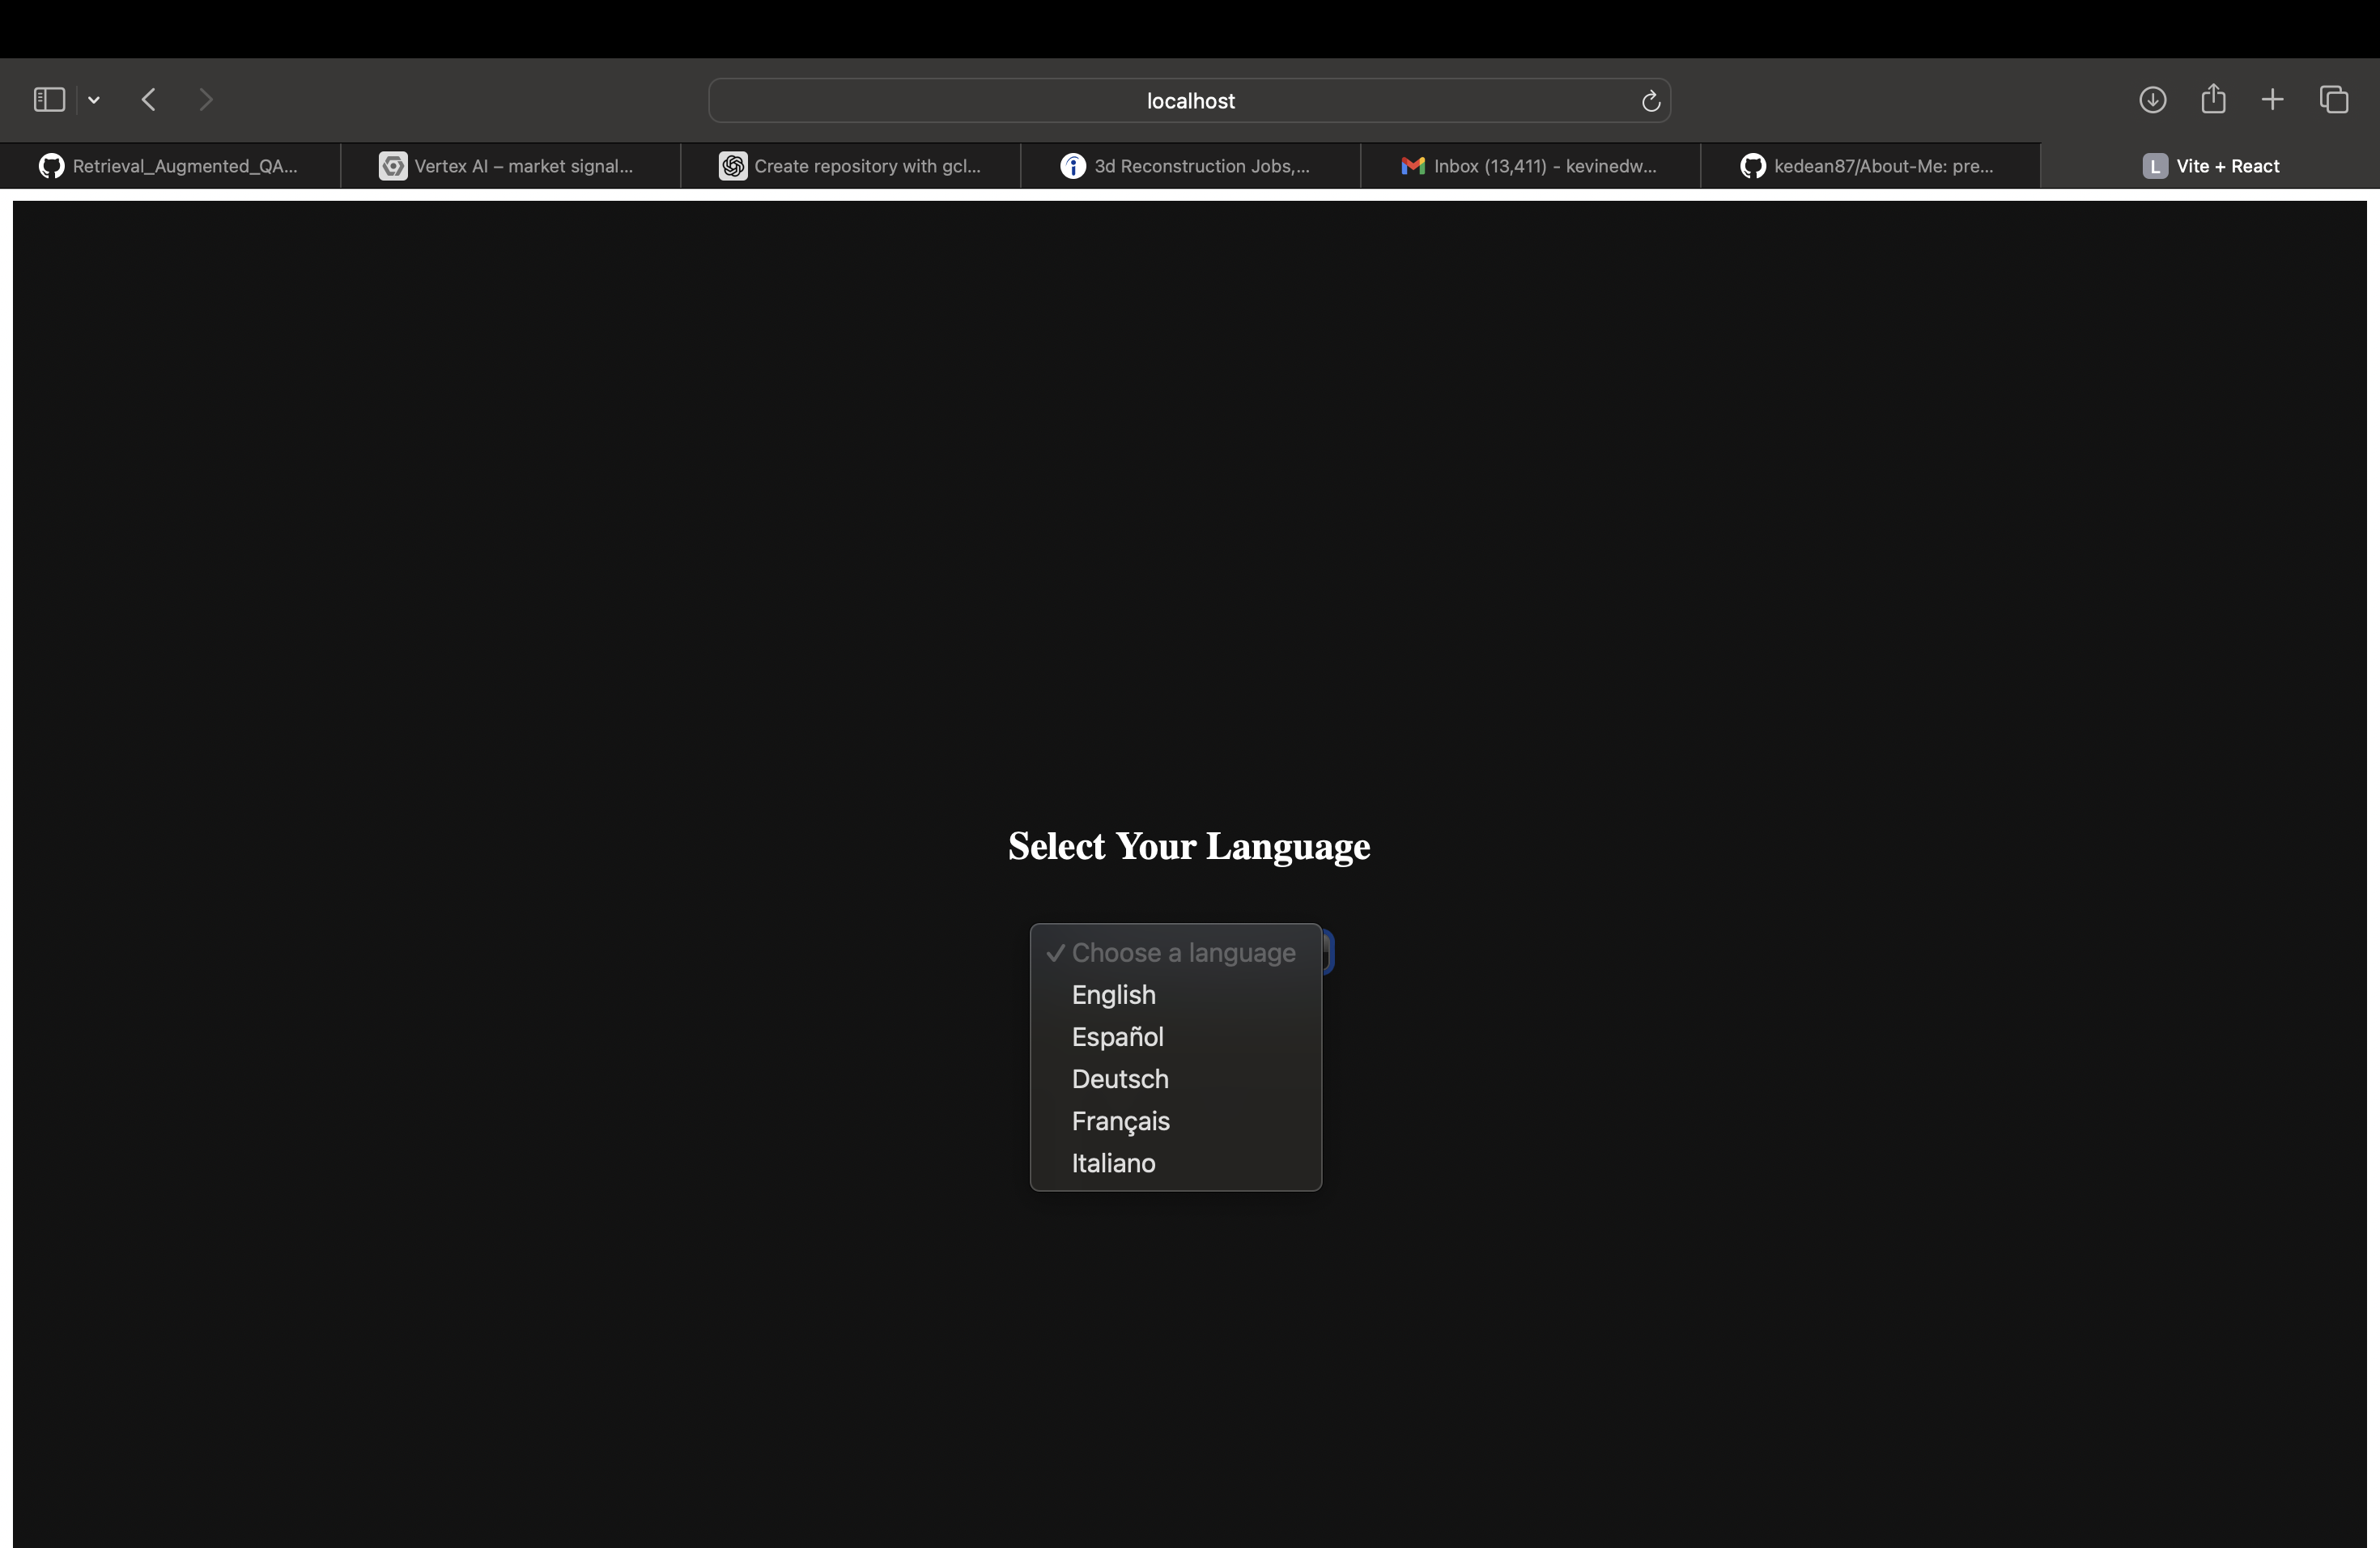 localhost
Retrieval_Augmented_QA...
Vertex AI – market signal...
Create repository with gcl...
3d Reconstruction Jobs,...
Inbox (13,411) - kevinedw...
kedean87/About-Me: pre...
L Vite + React
Select Your Language
✓ Choose a language
English
Español
Deutsch
Français
Italiano